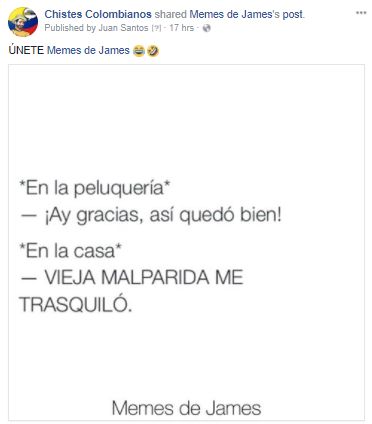 Chistes Colombianos shared Memes de James's post.
Published by Juan Santos [?] · 17 hrs ·
ÚNETE Memes de James 😂🤣
*En la peluquería*
— ¡Ay gracias, así quedó bien!
*En la casa*
— VIEJA MALPARIDA ME
TRASQUILÓ.
Memes de James